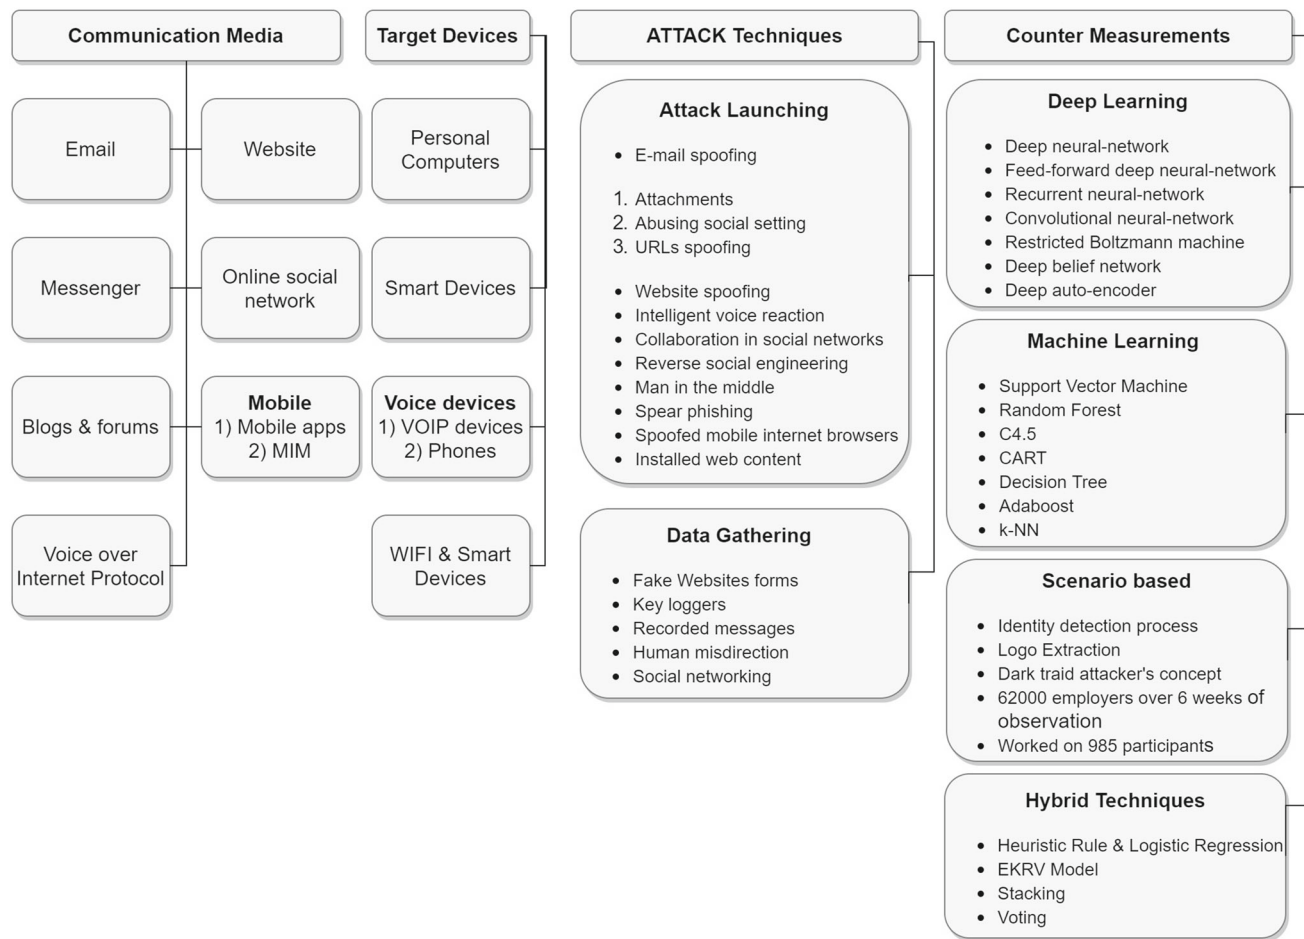 Communication Media
Email
Website
Messenger
Online social
network
Blogs & forums
Mobile
1) Mobile apps
2) MIM
Voice over
Internet Protocol
Target Devices
Personal
Computers
Smart Devices
Voice devices
1) VOIP devices
2) Phones
WIFI & Smart
Devices
ATTACK Techniques
Attack Launching
• E-mail spoofing
1. Attachments
2. Abusing social setting
3. URLs spoofing
• Website spoofing
• Intelligent voice reaction
• Collaboration in social networks
• Reverse social engineering
• Man in the middle
• Spear phishing
• Spoofed mobile internet browsers
• Installed web content
Data Gathering
• Fake Websites forms
• Key loggers
• Recorded messages
• Human misdirection
• Social networking
Counter Measurements
Deep Learning
• Deep neural-network
• Feed-forward deep neural-network
• Recurrent neural-network
• Convolutional neural-network
• Restricted Boltzmann machine
• Deep belief network
• Deep auto-encoder
Machine Learning
• Support Vector Machine
• Random Forest
• C4.5
• CART
• Decision Tree
• Adaboost
• k-NN
Scenario based
• Identity detection process
• Logo Extraction
• Dark traid attacker's concept
• 62000 employers over 6 weeks of
observation
• Worked on 985 participants
Hybrid Techniques
• Heuristic Rule & Logistic Regression
• EKRV Model
• Stacking
• Voting